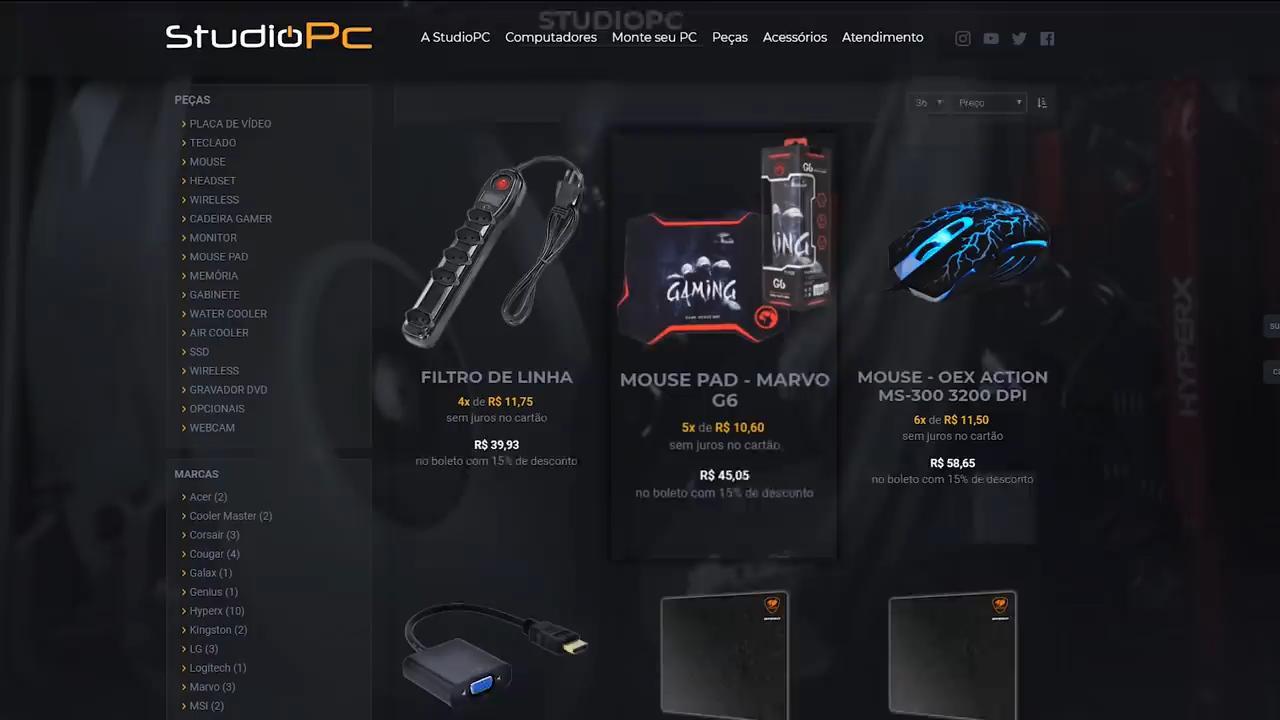 STUDIOPC
StudioPc
A StudioPC
Computadores
Monte seu PC
Peças
Acessórios
Atendimento
PEÇAS
PLACA DE VÍDEO
TECLADO
MOUSE
HEADSET
WIRELESS
CADEIRA GAMER
MONITOR
MOUSE PAD
MEMÓRIA
GABINETE
WATER COOLER
AIR COOLER
SSD
WIRELESS
GRAVADOR DVD
OPCIONAIS
WEBCAM
MARCAS
Acer (2)
Cooler Master (2)
Corsair (3)
Cougar (4)
Galax (1)
Genius (1)
Hyperx (10)
Kingston (2)
LG (3)
Logitech (1)
Marvo (3)
MSI (2)
36
Preço
FILTRO DE LINHA
4x de R$ 11,75
sem juros no cartão
R$ 39,93
no boleto com 15% de desconto
GAMING
G6
G6
MOUSE PAD - MARVO
G6
5x de R$ 10,60
sem juros no cartão
R$ 45,05
no boleto com 15% de desconto
MOUSE - OEX ACTION
MS-300 3200 DPI
6x de R$ 11,50
sem juros no cartão
R$ 58,65
no boleto com 15% de desconto
HYPERX